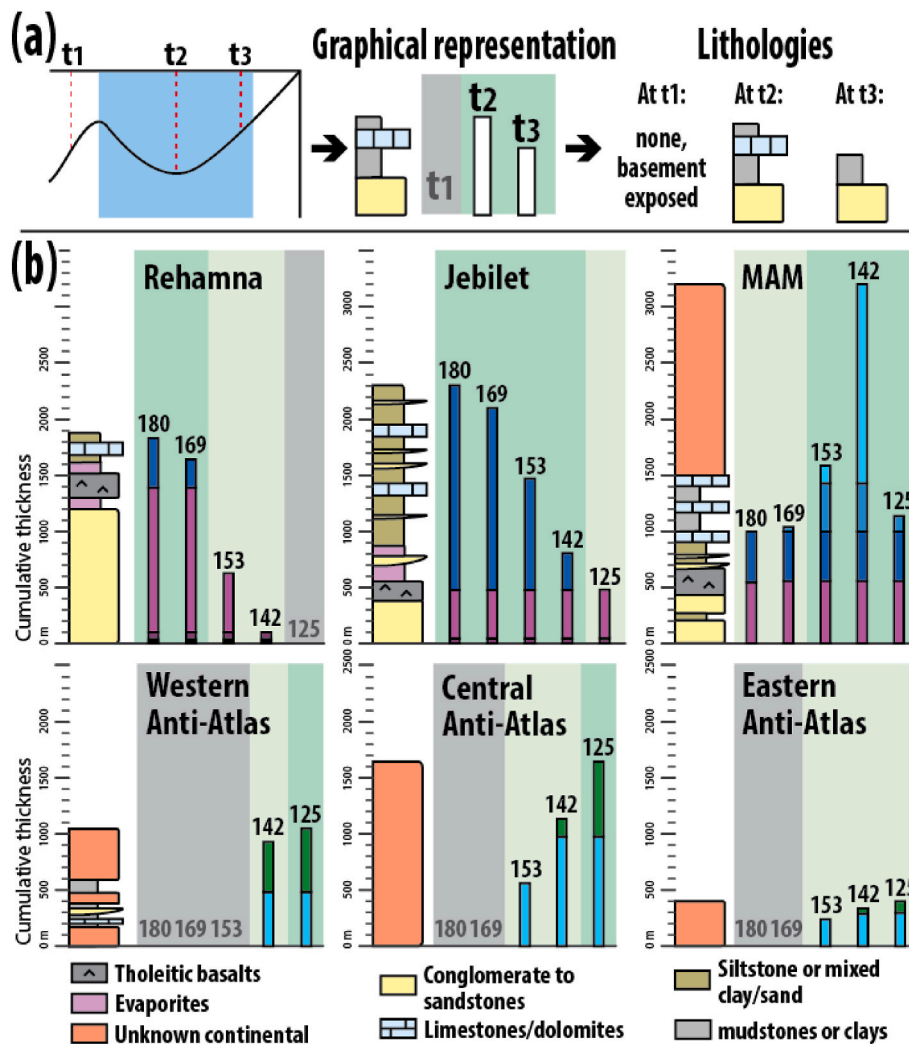 (a)
t1 t2 t3
Graphical representation
t1
t2
t3
Lithologies
At t1: At t2: At t3:
none,
basement
exposed
(b)
Cumulative thickness
0 m 500 1000 1500 2000 2500 3000
Rehamna
180
169
153
142
125
0 m 500 1000 1500 2000 2500 3000
Jebilet
180
169
153
142
125
0 m 500 1000 1500 2000 2500 3000
MAM
180
169
153
142
125
Cumulative thickness
0 m 500 1000 1500 2000 2500
Western
Anti-Atlas
180 169 153
142
125
0 m 500 1000 1500 2000 2500
Central
Anti-Atlas
180 169
153
142
125
0 m 500 1000 1500 2000 2500
Eastern
Anti-Atlas
180 169
153
142
125
Tholeitic basalts
Evaporites
Unknown continental
Conglomerate to
sandstones
Limestones/dolomites
Siltstone or mixed
clay/sand
mudstones or clays